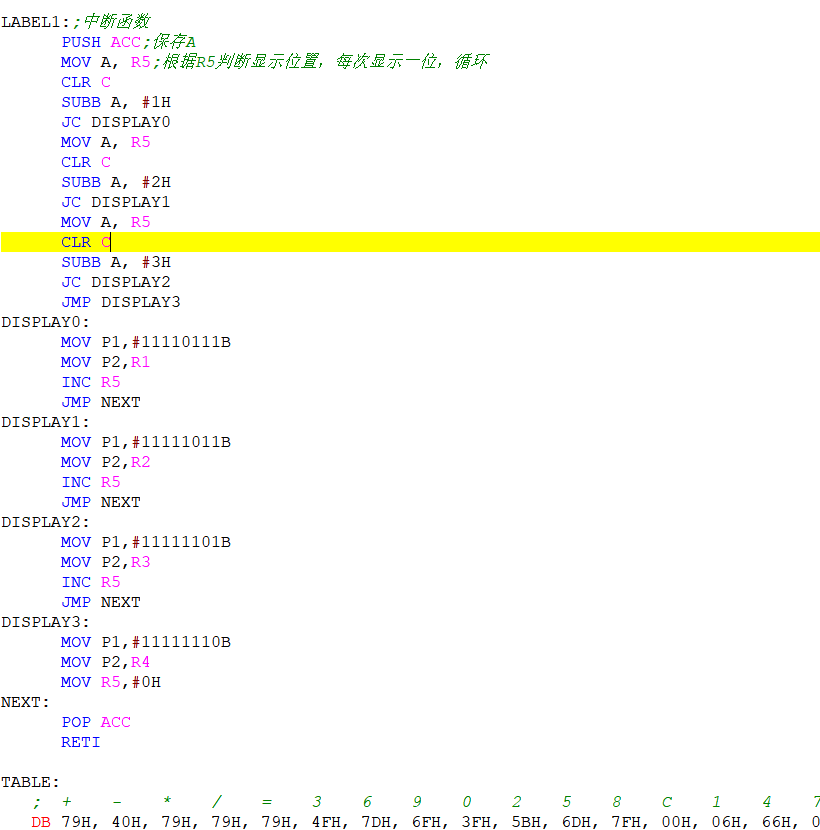 LABEL1:;中断函数
PUSH ACC;保存A
MOV A, R5;根据R5判断显示位置，每次显示一位，循环
CLR C
SUBB A, #1H
JC DISPLAY0
MOV A, R5
CLR C
SUBB A, #2H
JC DISPLAY1
MOV A, R5
CLR C
SUBB A, #3H
JC DISPLAY2
JMP DISPLAY3
DISPLAY0:
MOV P1,#11110111B
MOV P2,R1
INC R5
JMP NEXT
DISPLAY1:
MOV P1,#11111011B
MOV P2,R2
INC R5
JMP NEXT
DISPLAY2:
MOV P1,#11111101B
MOV P2,R3
INC R5
JMP NEXT
DISPLAY3:
MOV P1,#11111110B
MOV P2,R4
MOV R5,#0H
NEXT:
POP ACC
RETI
TABLE:
; + - * / = 3 6 9 0 2 5 8 C 1 4 7
DB 79H, 40H, 79H, 79H, 79H, 4FH, 7DH, 6FH, 3FH, 5BH, 6DH, 7FH, 00H, 06H, 66H, 0